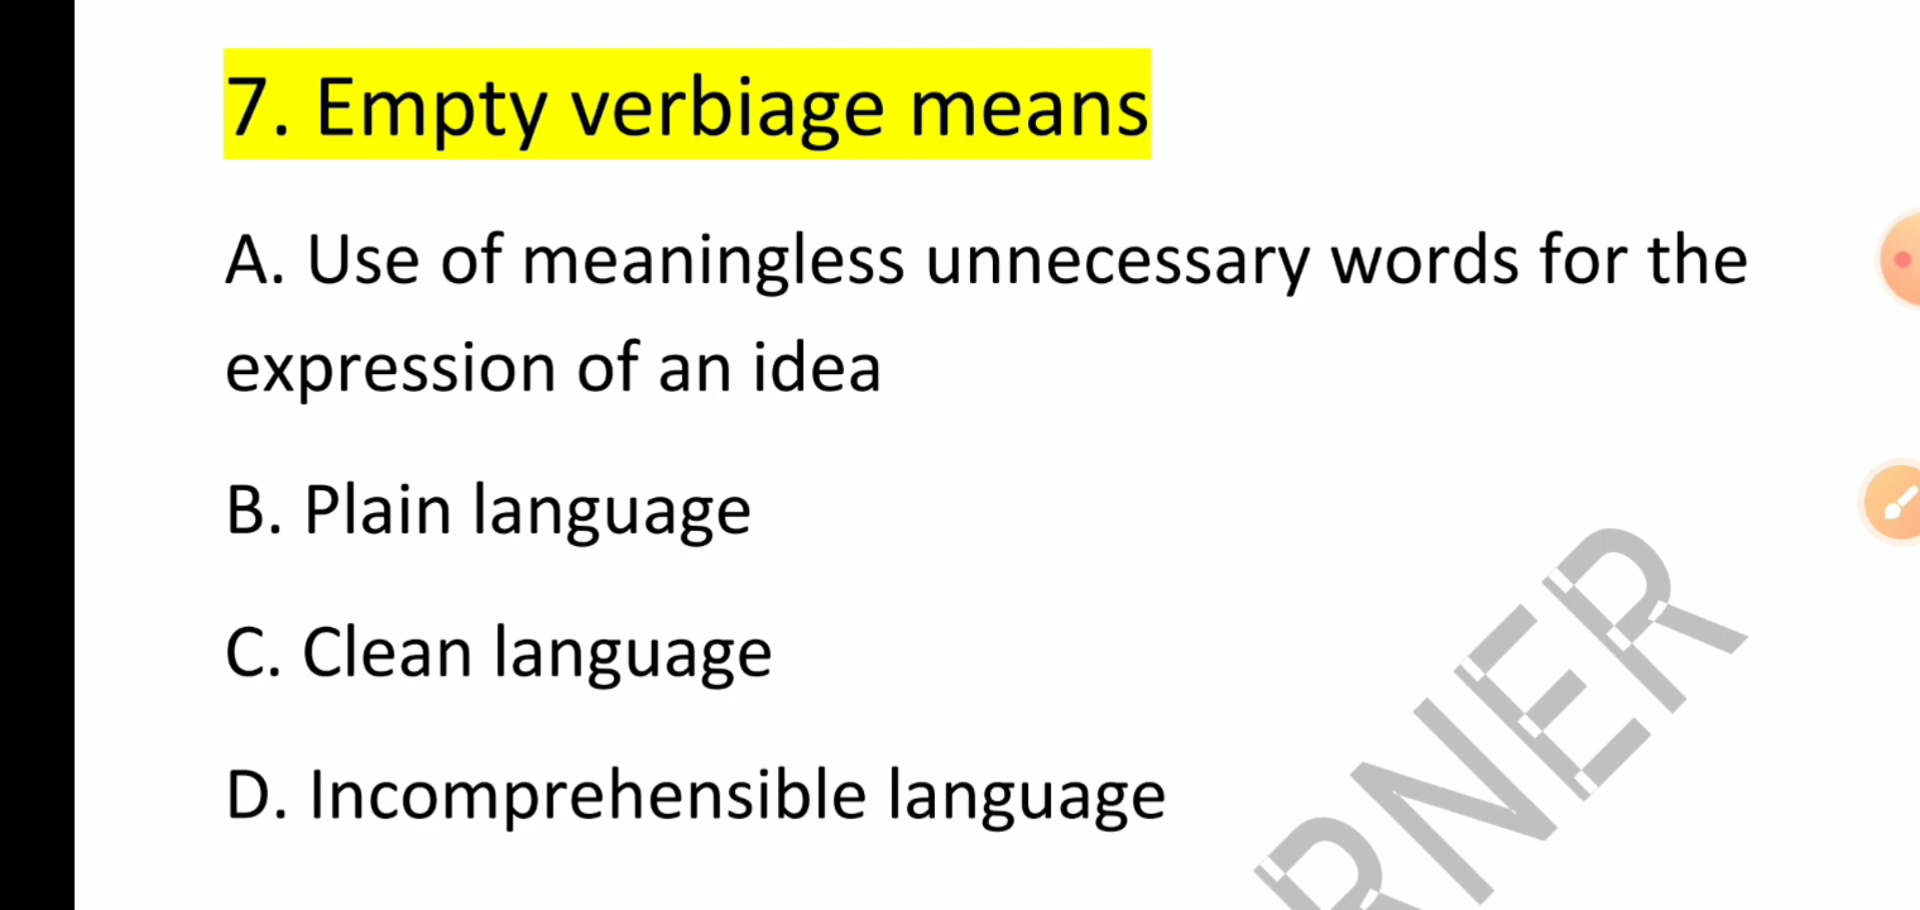 7. Empty verbiage means
A. Use of meaningless unnecessary words for the
expression of an idea
B. Plain language
C. Clean language
D. Incomprehensible language
RNER